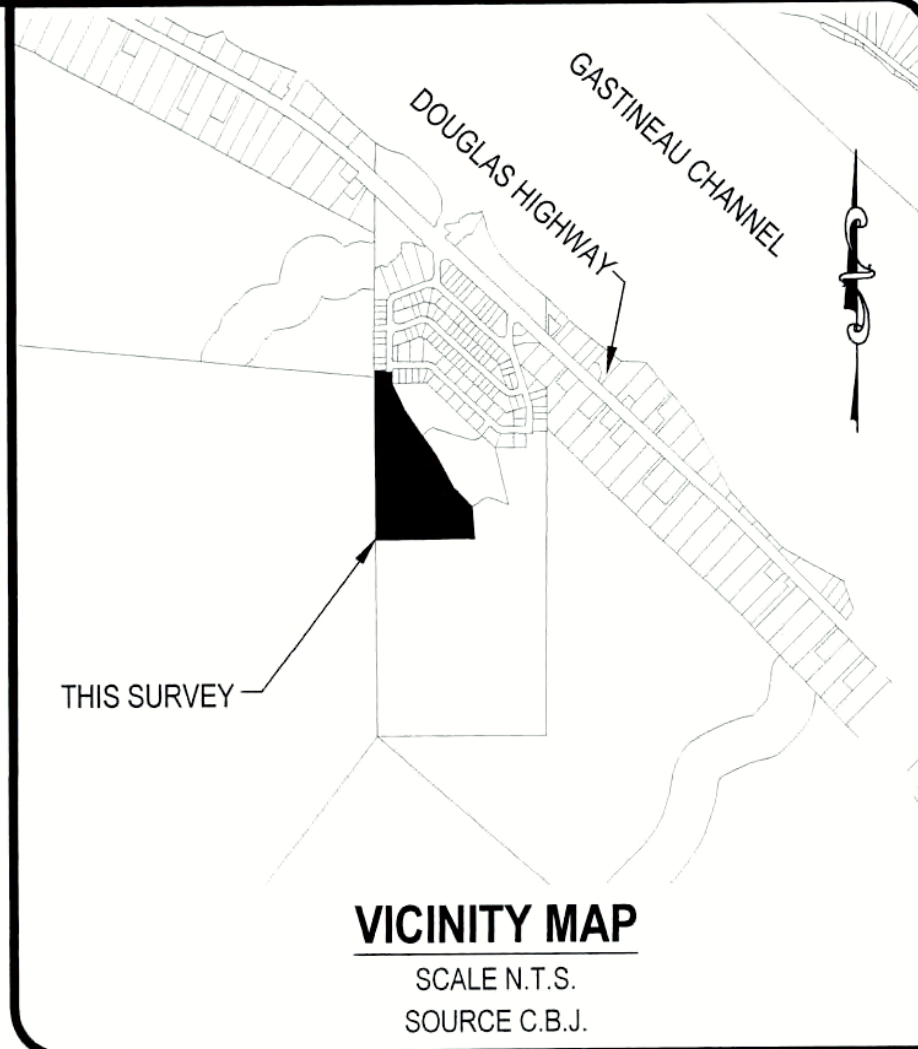 GASTINEAU CHANNEL
DOUGLAS HIGHWAY
THIS SURVEY
VICINITY MAP
SCALE N.T.S.
SOURCE C.B.J.